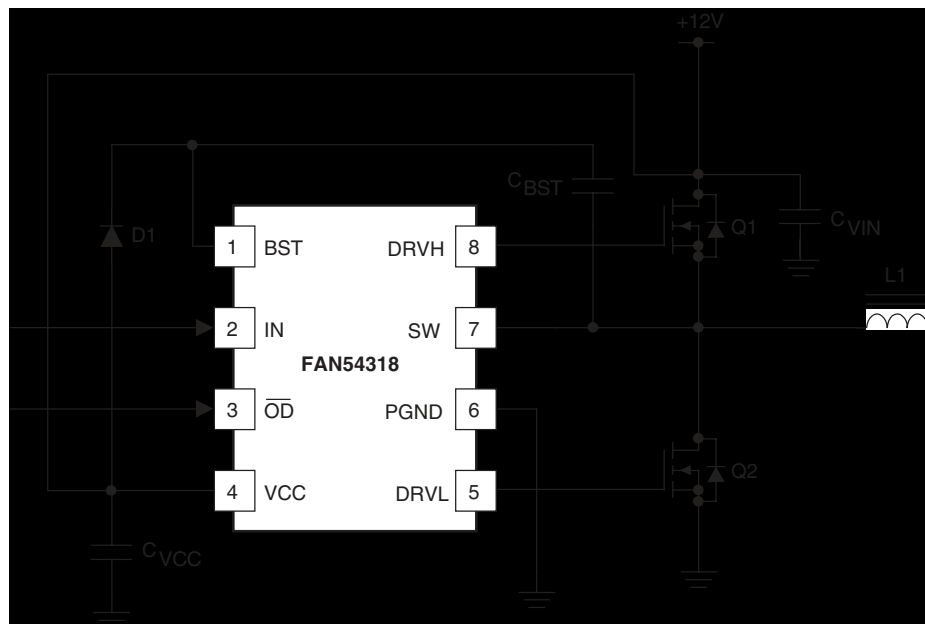 +12V
C BST
D1
Q1
C VIN
1 BST DRVH 8
L1
2 IN SW 7
FAN54318
3 OD PGND 6
Q2
4 VCC DRVL 5
C VCC